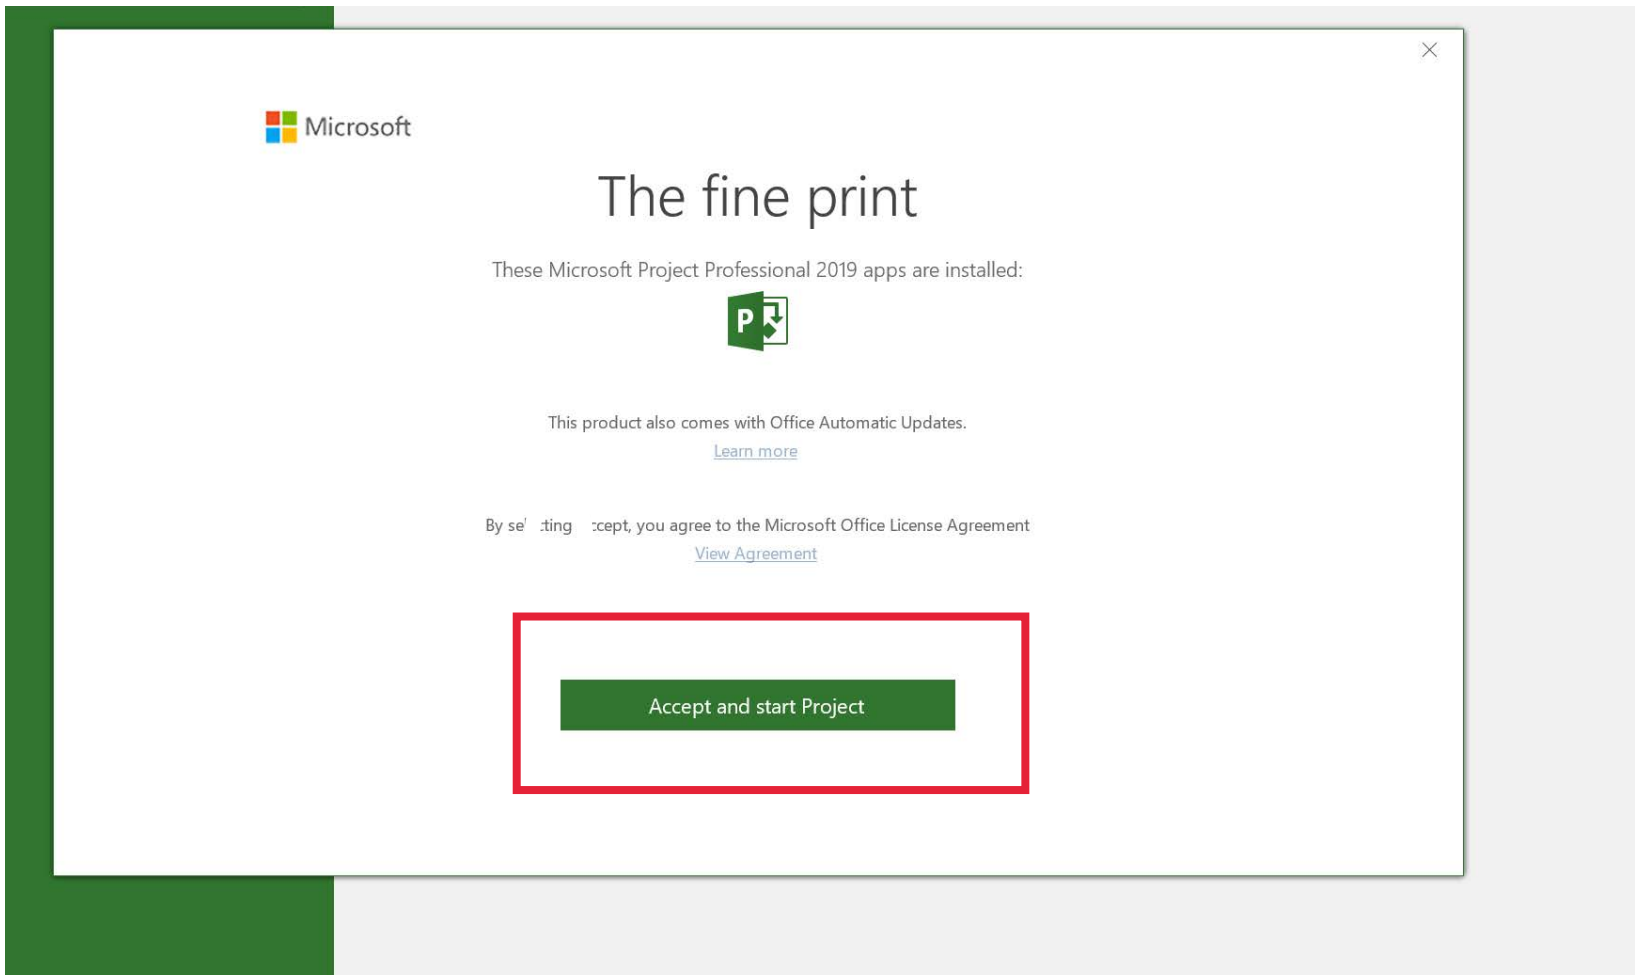 Microsoft
The fine print
These Microsoft Project Professional 2019 apps are installed:
P
This product also comes with Office Automatic Updates.
Learn more
By you agree to the Microsoft Office License Agreement
View Agreement
Accept and start Project